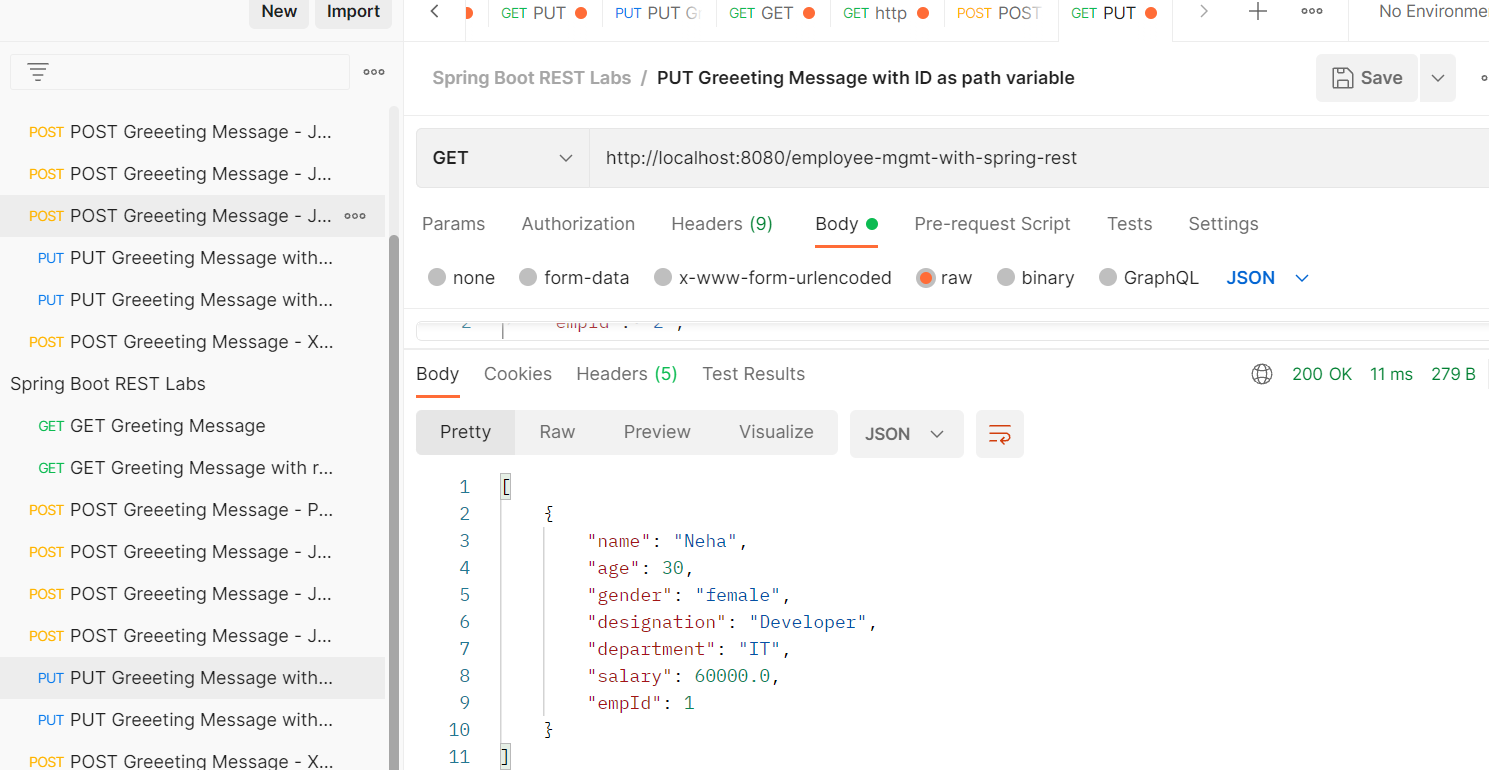 New Import
GET PUT PUT PUT G GET GET GET http POST POST GET PUT No Environme
Spring Boot REST Labs / PUT Greeeting Message with ID as path variable Save
POST POST Greeeting Message - J...
POST POST Greeeting Message - J...
POST POST Greeeting Message - J...
PUT PUT Greeeting Message with...
PUT PUT Greeeting Message with...
POST POST Greeeting Message - X...
Spring Boot REST Labs
GET GET Greeting Message
GET GET Greeting Message with r...
POST POST Greeeting Message - P...
POST POST Greeeting Message - J...
POST POST Greeeting Message - J...
POST POST Greeeting Message - J...
PUT PUT Greeeting Message with...
PUT PUT Greeeting Message with...
POST POST Greeeting Message - X...
GET http://localhost:8080/employee-mgmt-with-spring-rest
Params Authorization Headers (9) Body Pre-request Script Tests Settings
none form-data x-www-form-urlencoded raw binary GraphQL JSON
2 empId : 2 ,
Body Cookies Headers (5) Test Results 200 OK 11 ms 279 B
Pretty Raw Preview Visualize JSON
1 [
2 {
3 "name": "Neha",
4 "age": 30,
5 "gender": "female",
6 "designation": "Developer",
7 "department": "IT",
8 "salary": 60000.0,
9 "empId": 1
10 }
11 ]